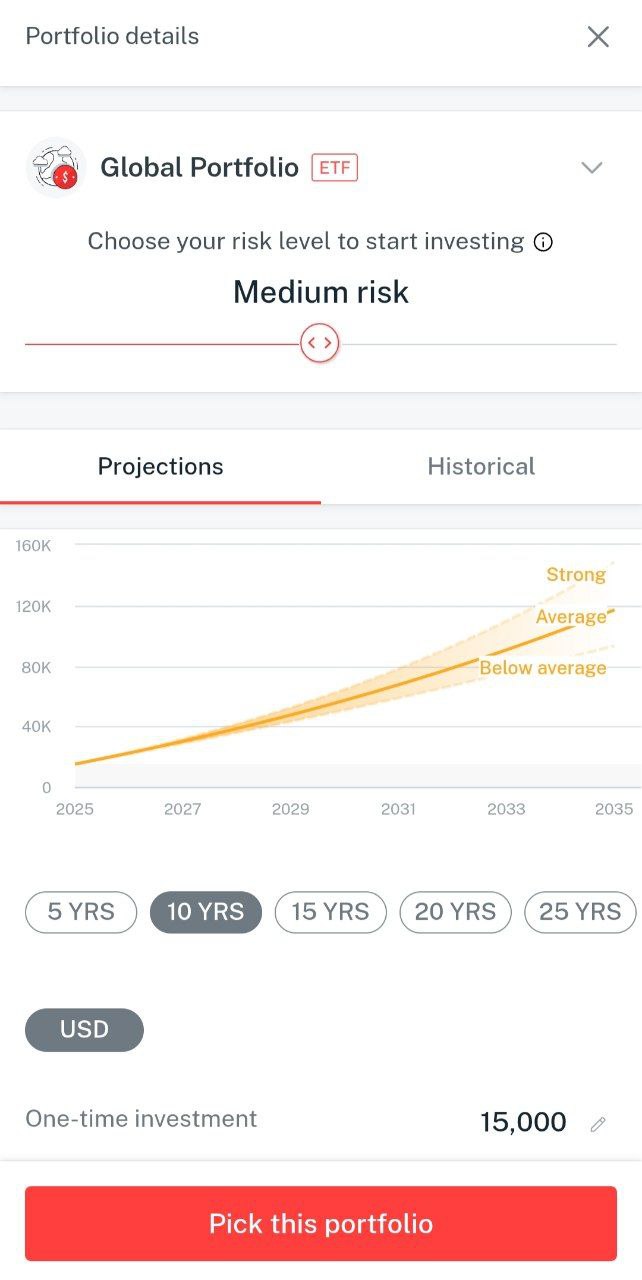 Portfolio details
Global Portfolio ETF
Choose your risk level to start investing
Medium risk
Projections Historical
160K
Strong
120K
Average
80K
Below average
40K
0
2025 2027 2029 2031 2033 2035
5 YRS 10 YRS 15 YRS 20 YRS 25 YRS
USD
One-time investment 15,000
Pick this portfolio